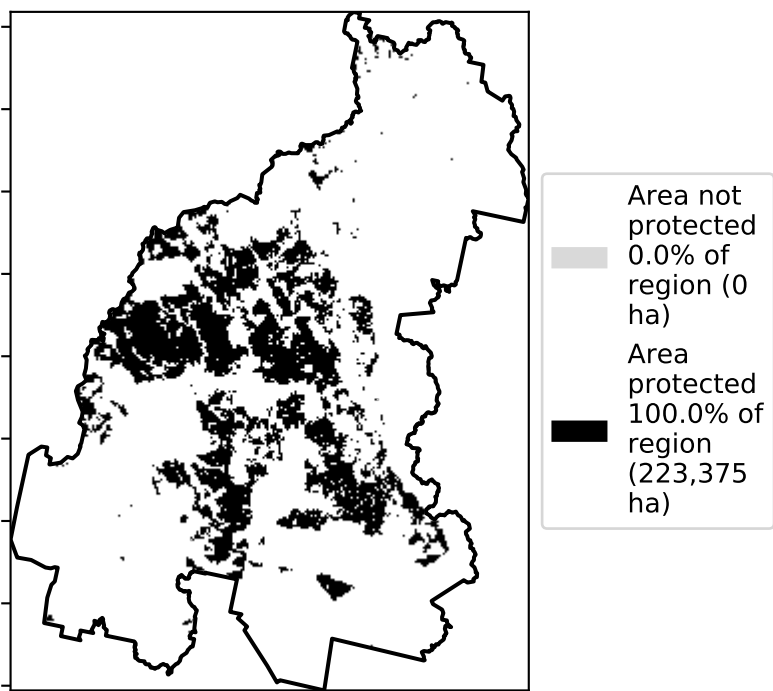 Area not
protected
0.0% of
region (0
ha)
Area
protected
100.0% of
region
(223,375
ha)